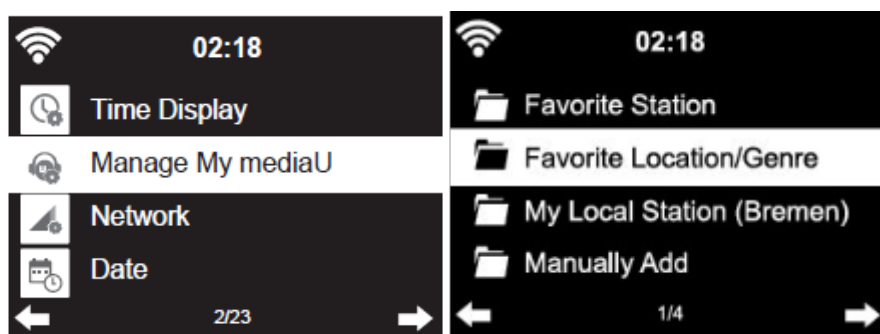 02:18
Time Display
Manage My mediaU
Network
Date
2/23
02:18
Favorite Station
Favorite Location/Genre
My Local Station (Bremen)
Manually Add
1/4